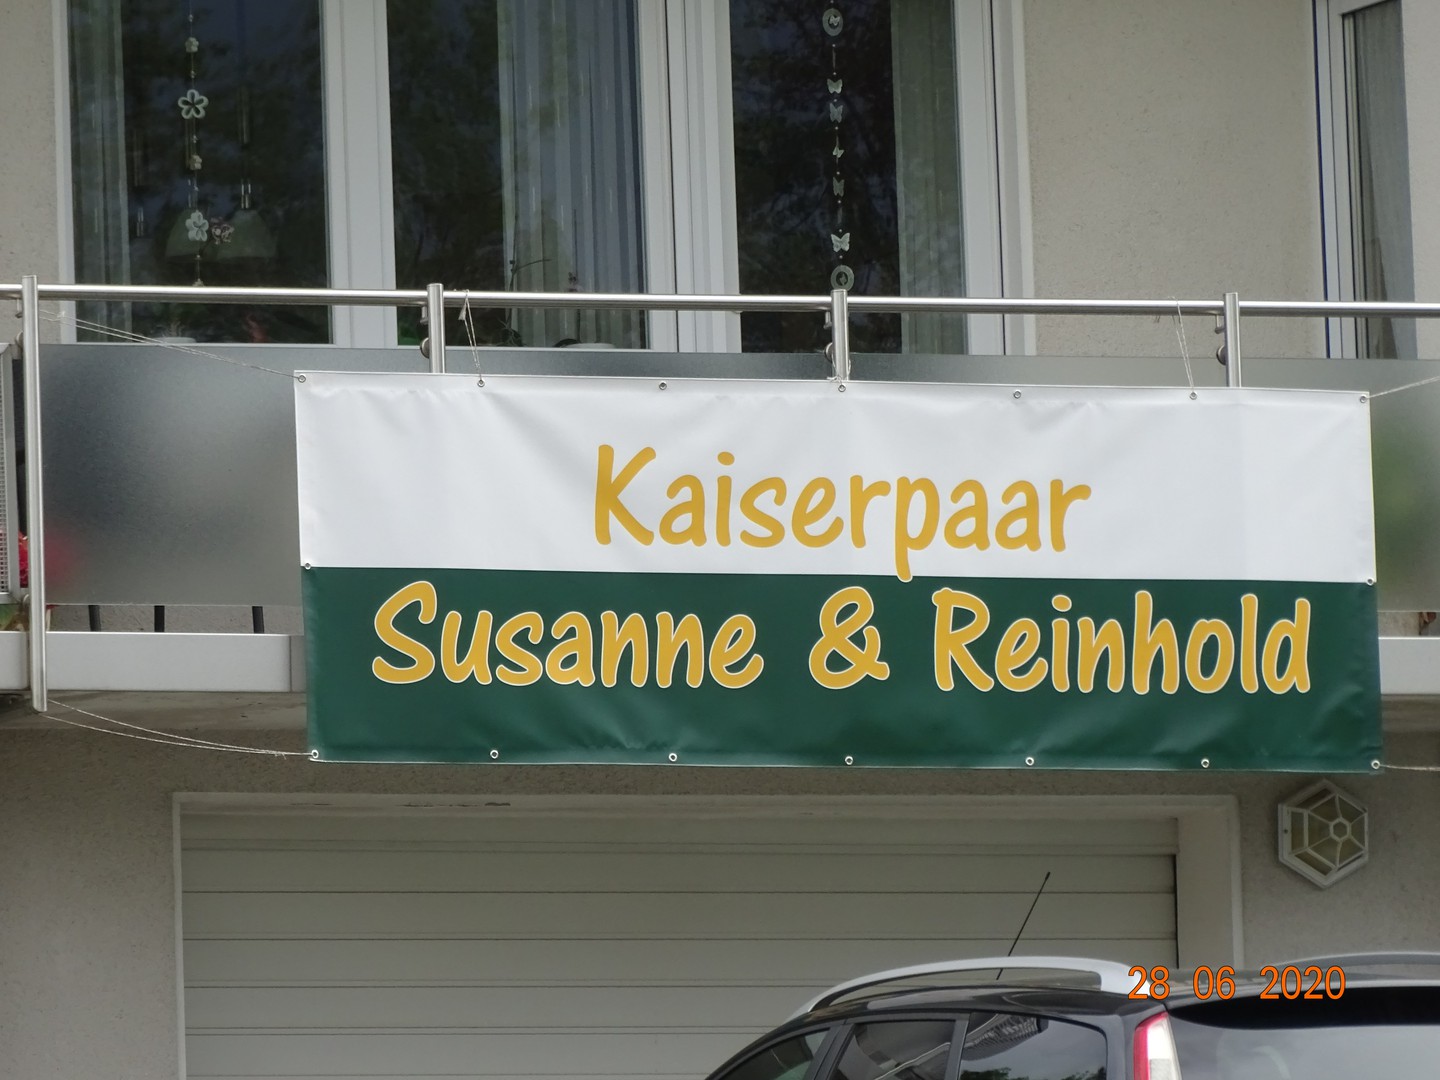 Kaiserpaar
Susanne & Reinhold
28 06 2020